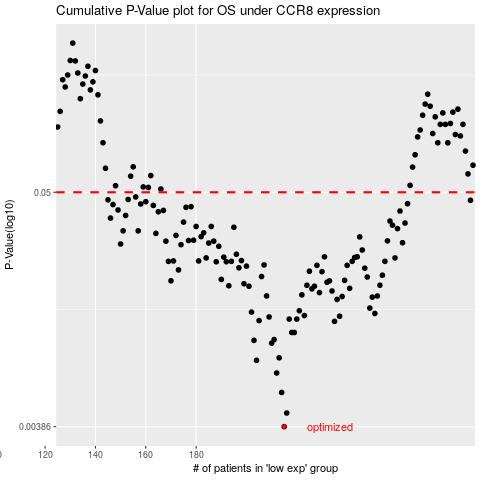 Cumulative P-Value plot for OS under CCR8 expression
P-Value(log10)
0.05
0.00386
optimized
0 120 140 160 180
# of patients in 'low exp' group